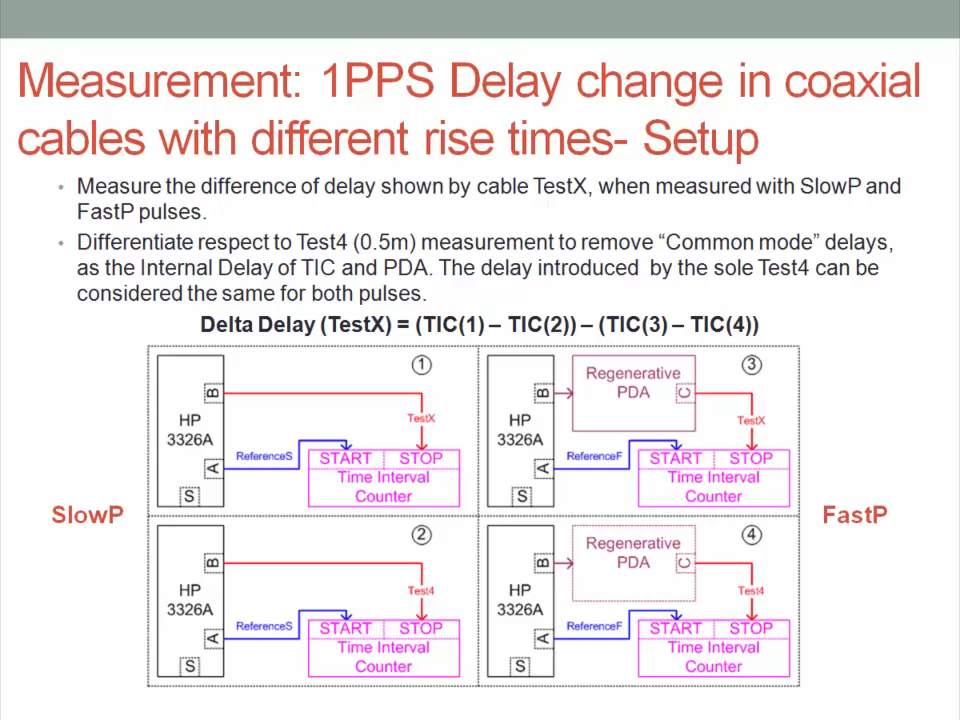 Measurement: 1PPS Delay change in coaxial
cables with different rise times- Setup
• Measure the difference of delay shown by cable TestX, when measured with SlowP and
FastP pulses.
• Differentiate respect to Test4 (0.5m) measurement to remove “Common mode” delays,
as the Internal Delay of TIC and PDA. The delay introduced by the sole Test4 can be
considered the same for both pulses.
Delta Delay (TestX) = (TIC(1) – TIC(2)) – (TIC(3) – TIC(4))
SlowP
1
B
HP
3326A
A
S
TestX
ReferenceS
START STOP
Time Interval
Counter
3
B
HP
3326A
A
S
Regenerative
PDA
C
TestX
ReferenceF
START STOP
Time Interval
Counter
2
B
HP
3326A
A
S
Test4
ReferenceS
START STOP
Time Interval
Counter
4
B
HP
3326A
A
S
Regenerative
PDA
C
Test4
ReferenceF
START STOP
Time Interval
Counter
FastP